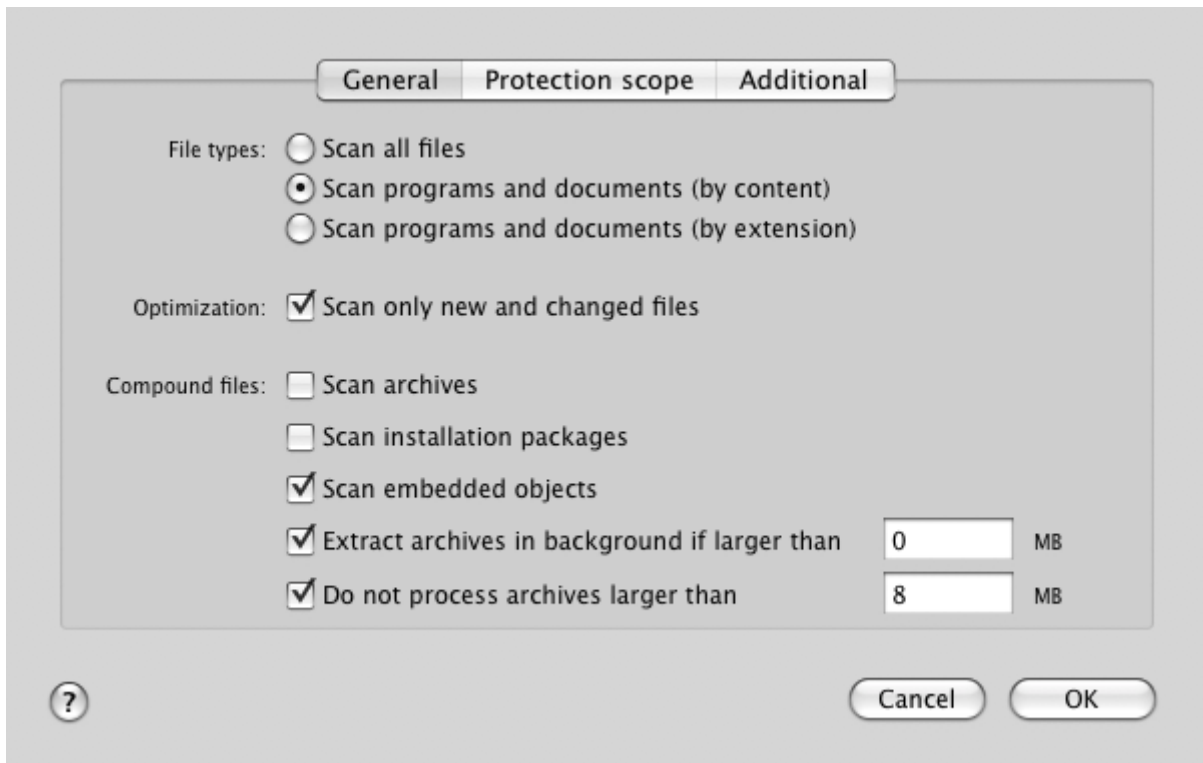 General Protection scope Additional
File types: Scan all files
Scan programs and documents (by content)
Scan programs and documents (by extension)
Optimization: Scan only new and changed files
Compound files: Scan archives
Scan installation packages
Scan embedded objects
Extract archives in background if larger than 0 MB
Do not process archives larger than 8 MB
? Cancel OK